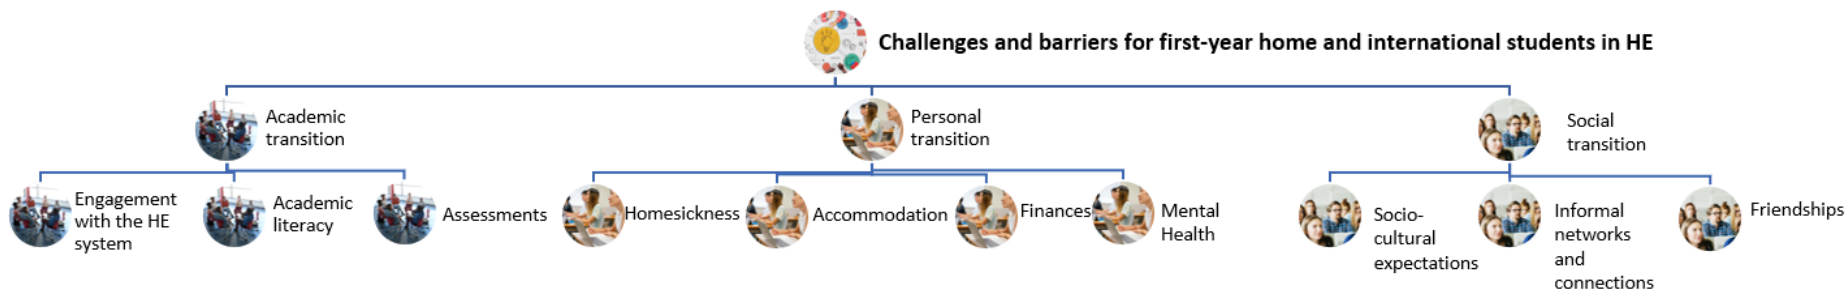 Challenges and barriers for first-year home and international students in HE
Academic
transition
Personal
transition
Social
transition
Engagement
with the HE
system
Academic
literacy
Assessments
Homesickness
Accommodation
Finances
Mental
Health
Socio-
cultural
expectations
Informal
networks
and
connections
Friendships